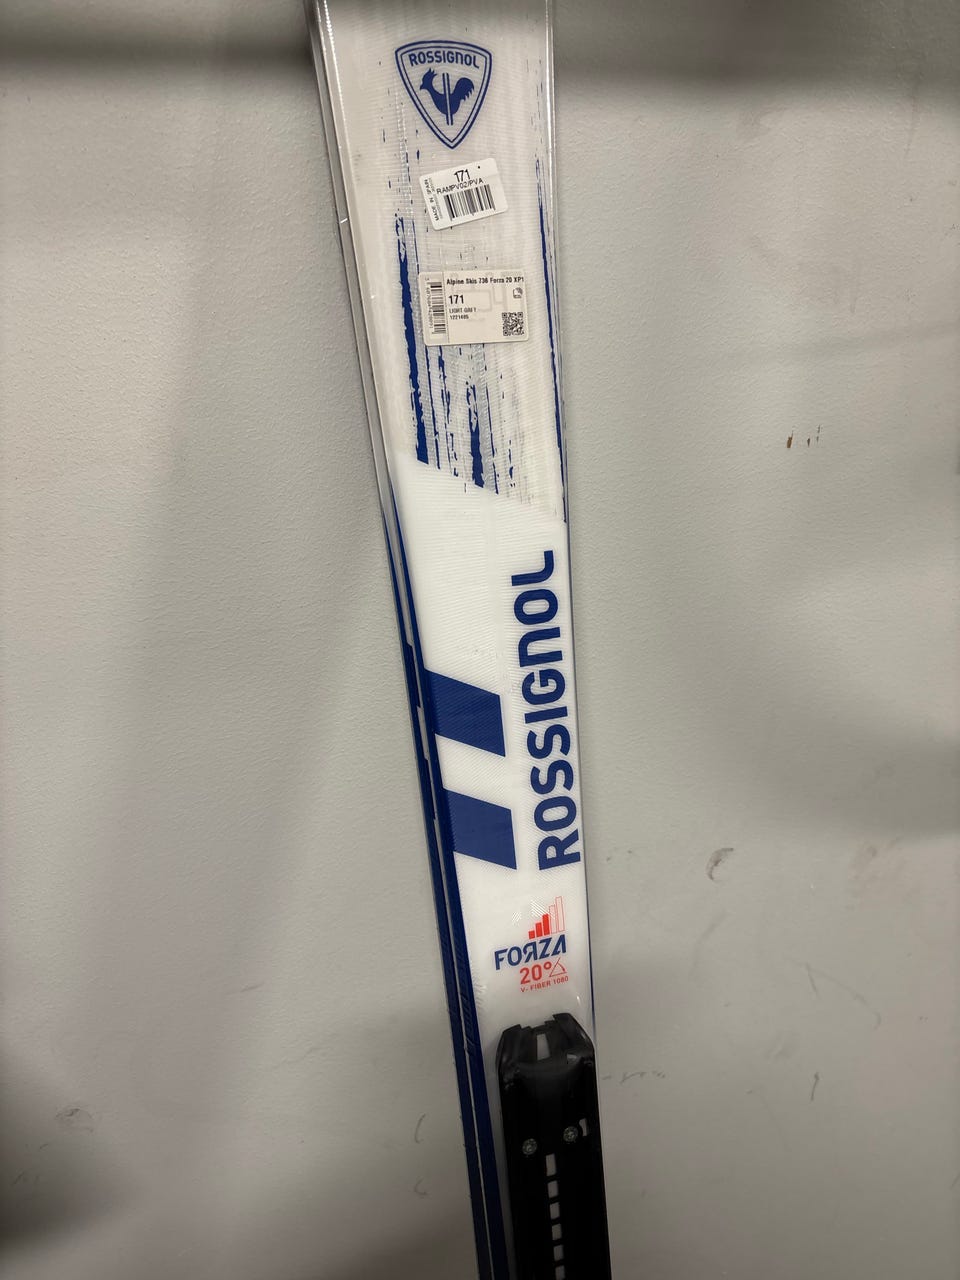 ROSSIGNOL
171
RAMPV02/PVA
MADE IN SPAIN
Alpine Skis 736 Forza 20 XP1
171
LIGHT GREY
1221495
ROSSIGNOL
FORZA
20°
V-FIBER 1080